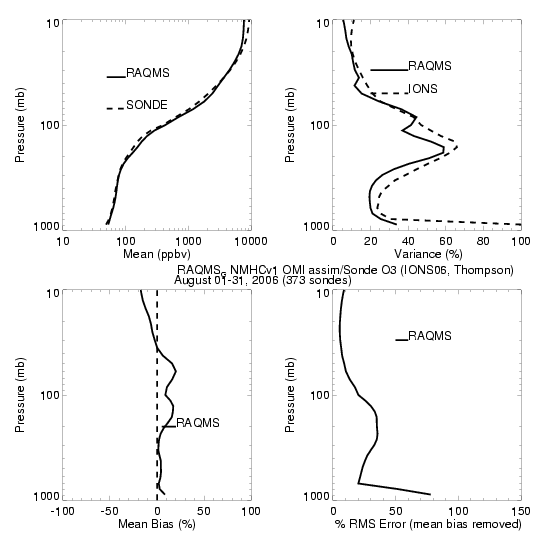 10
100
1000
Pressure (mb)
RAQMS
SONDE
10
100
1000
10000
Mean (ppbv)
10
100
1000
Pressure (mb)
RAQMS
IONS
0
20
40
60
80
100
Variance (%)
RAQMS_ NMHCv1 OMI assim/Sonde O3 (IONS06, Thompson)
August 01-31, 2006 (373 sondes)
10
100
1000
Pressure (mb)
RAQMS
-100
-50
0
50
100
Mean Bias (%)
10
100
1000
Pressure (mb)
RAQMS
0
50
100
150
% RMS Error (mean bias removed)